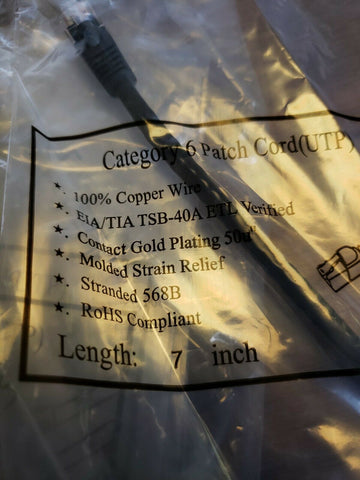 Category 6 Patch Cord(UTP)
★. 100% Copper Wire
★. EIA/TIA TSB-40A ETL Verified
★. Contact Gold Plating 50u"
★. Molded Strain Relief
★. Stranded 568B
★. RoHS Compliant
Length: 7 inch